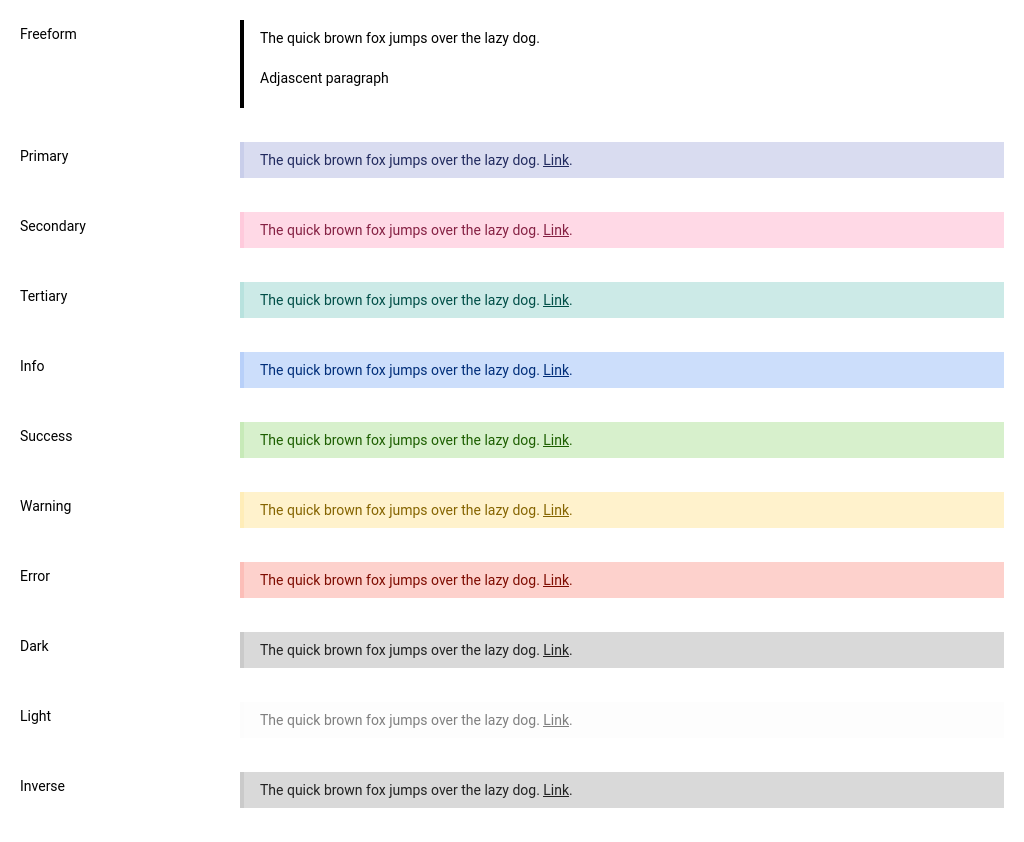 Freeform
The quick brown fox jumps over the lazy dog.
Adjascent paragraph
Primary
The quick brown fox jumps over the lazy dog. Link.
Secondary
The quick brown fox jumps over the lazy dog. Link.
Tertiary
The quick brown fox jumps over the lazy dog. Link.
Info
The quick brown fox jumps over the lazy dog. Link.
Success
The quick brown fox jumps over the lazy dog. Link.
Warning
The quick brown fox jumps over the lazy dog. Link.
Error
The quick brown fox jumps over the lazy dog. Link.
Dark
The quick brown fox jumps over the lazy dog. Link.
Light
The quick brown fox jumps over the lazy dog. Link.
Inverse
The quick brown fox jumps over the lazy dog. Link.